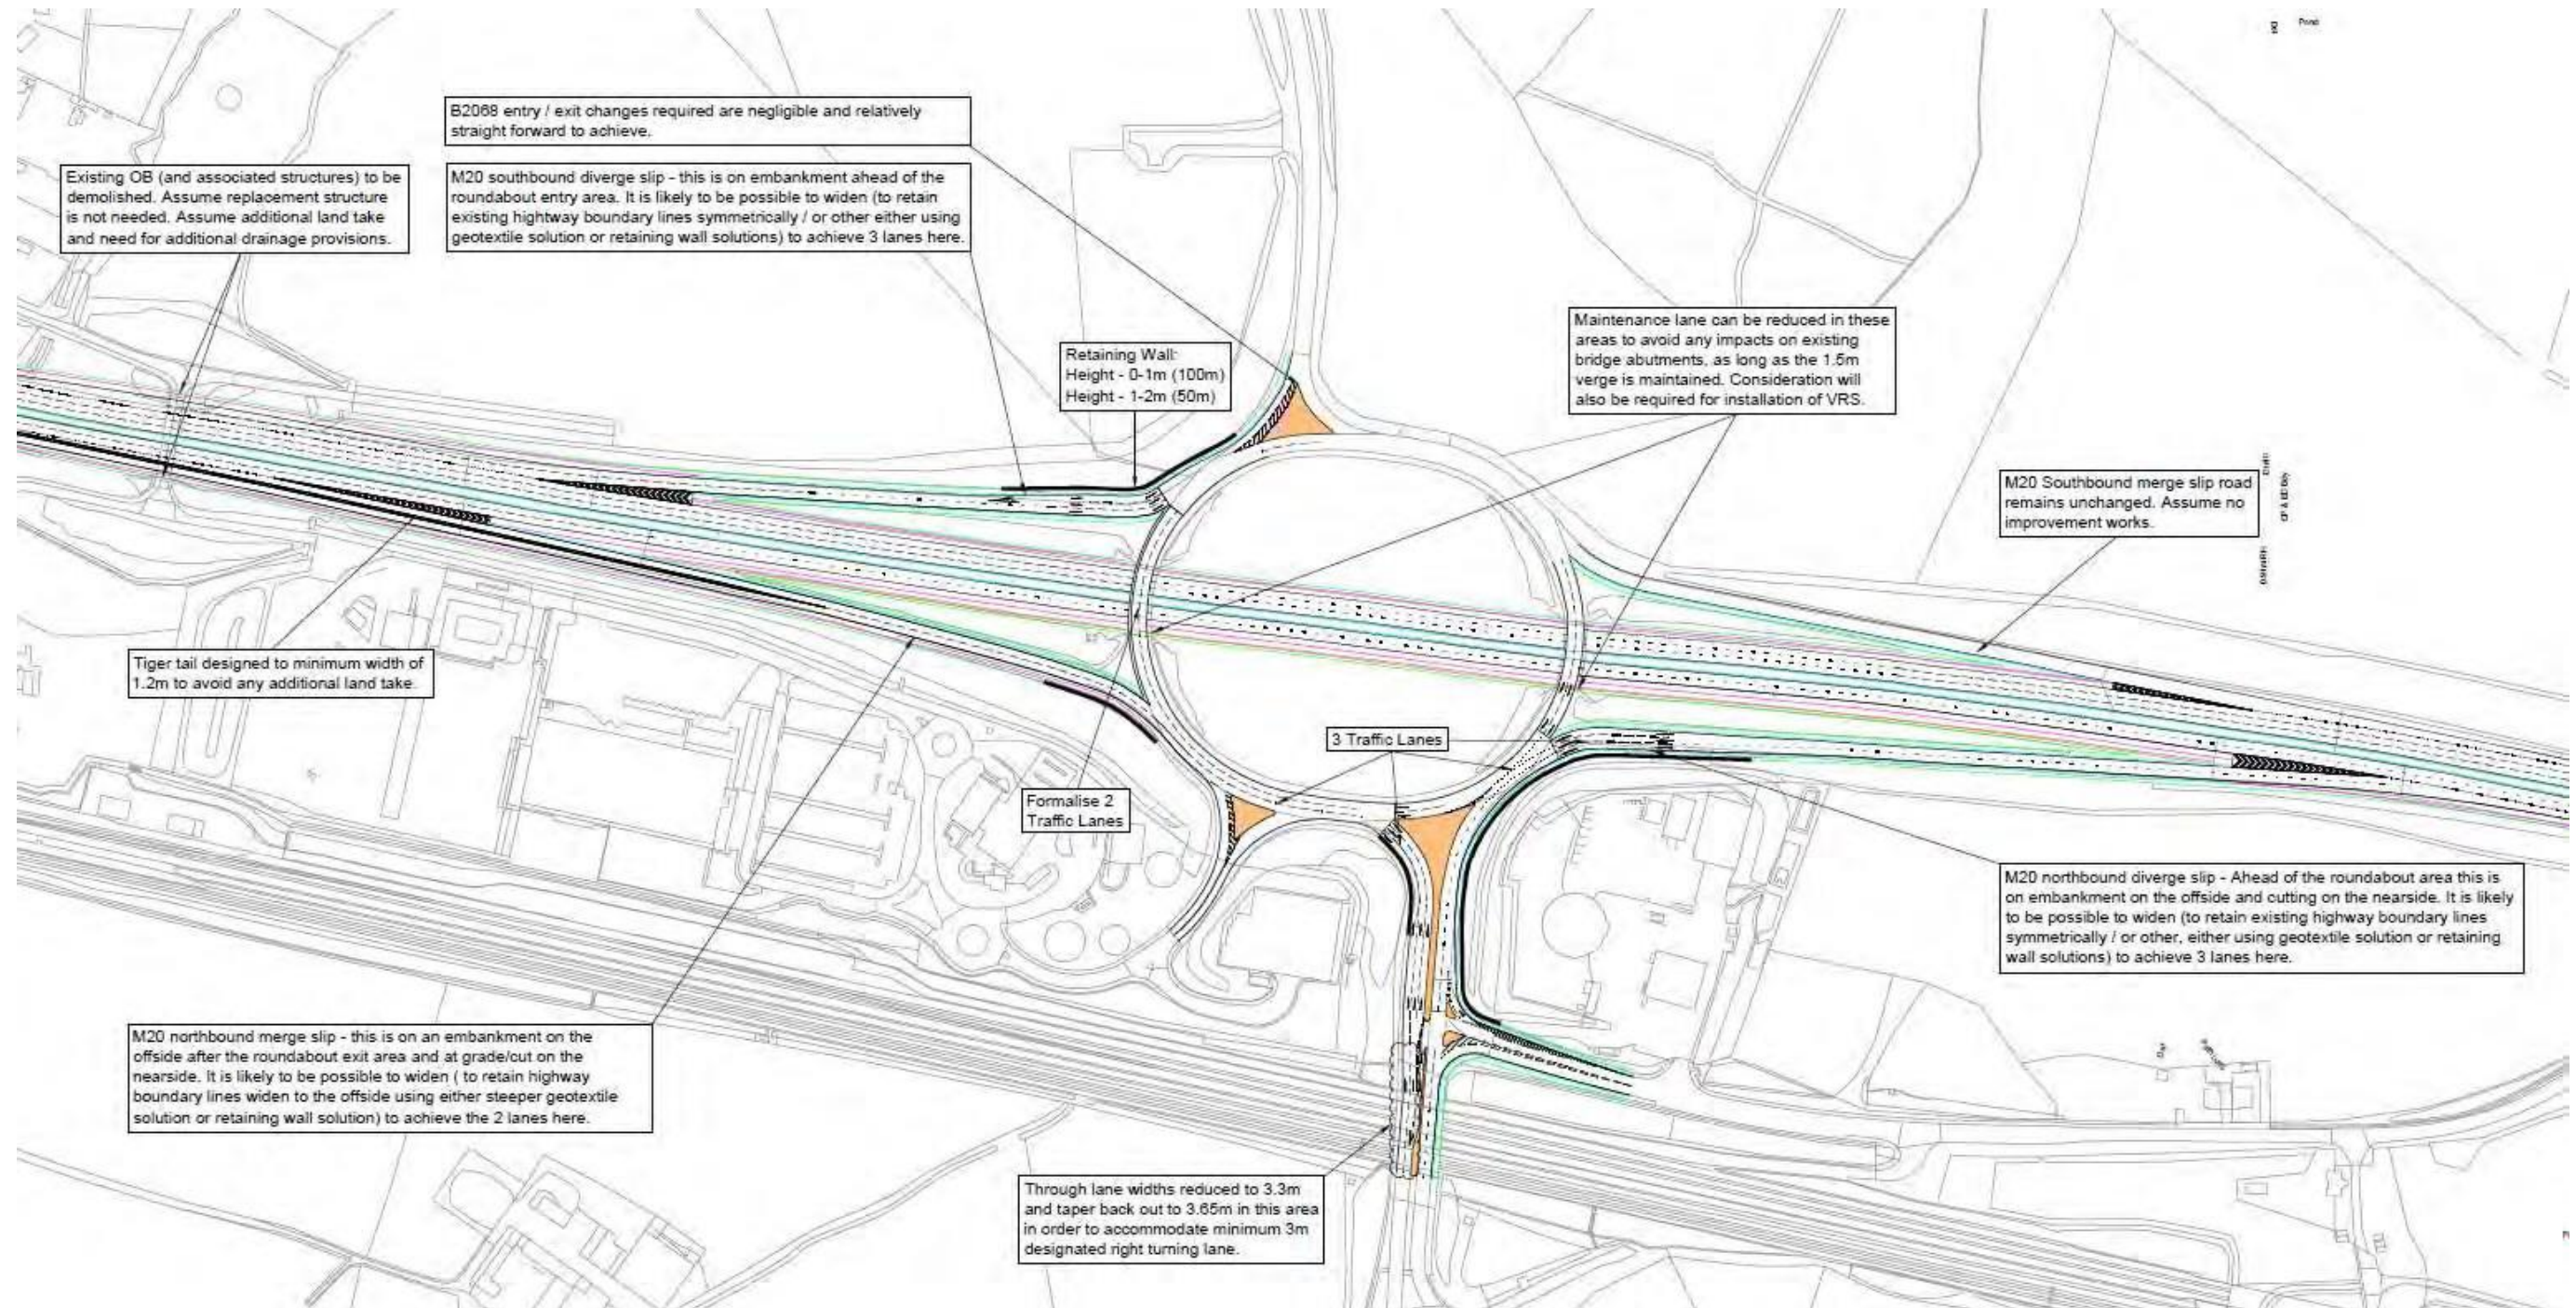 Pond
B2068 entry / exit changes required are negligible and relatively
straight forward to achieve.
Existing OB (and associated structures) to be
demolished. Assume replacement structure
is not needed. Assume additional land take
and need for additional drainage provisions.
M20 southbound diverge slip - this is on embankment ahead of the
roundabout entry area. It is likely to be possible to widen (to retain
existing hightway boundary lines symmetrically / or other either using
geotextile solution or retaining wall solutions) to achieve 3 lanes here.
Retaining Wall:
Height - 0-1m (100m)
Height - 1-2m (50m)
Maintenance lane can be reduced in these
areas to avoid any impacts on existing
bridge abutments, as long as the 1.5m
verge is maintained. Consideration will
also be required for installation of VRS.
M20 Southbound merge slip road
remains unchanged. Assume no
improvement works.
Tiger tail designed to minimum width of
1.2m to avoid any additional land take.
3 Traffic Lanes
Formalise 2
Traffic Lanes
M20 northbound diverge slip - Ahead of the roundabout area this is
on embankment on the offside and cutting on the nearside. It is likely
to be possible to widen (to retain existing highway boundary lines
symmetrically / or other, either using geotextile solution or retaining
wall solutions) to achieve 3 lanes here.
M20 northbound merge slip - this is on an embankment on the
offside after the roundabout exit area and at grade/cut on the
nearside. It is likely to be possible to widen ( to retain highway
boundary lines widen to the offside using either steeper geotextile
solution or retaining wall solution) to achieve the 2 lanes here.
Through lane widths reduced to 3.3m
and taper back out to 3.65m in this area
in order to accommodate minimum 3m
designated right turning lane.